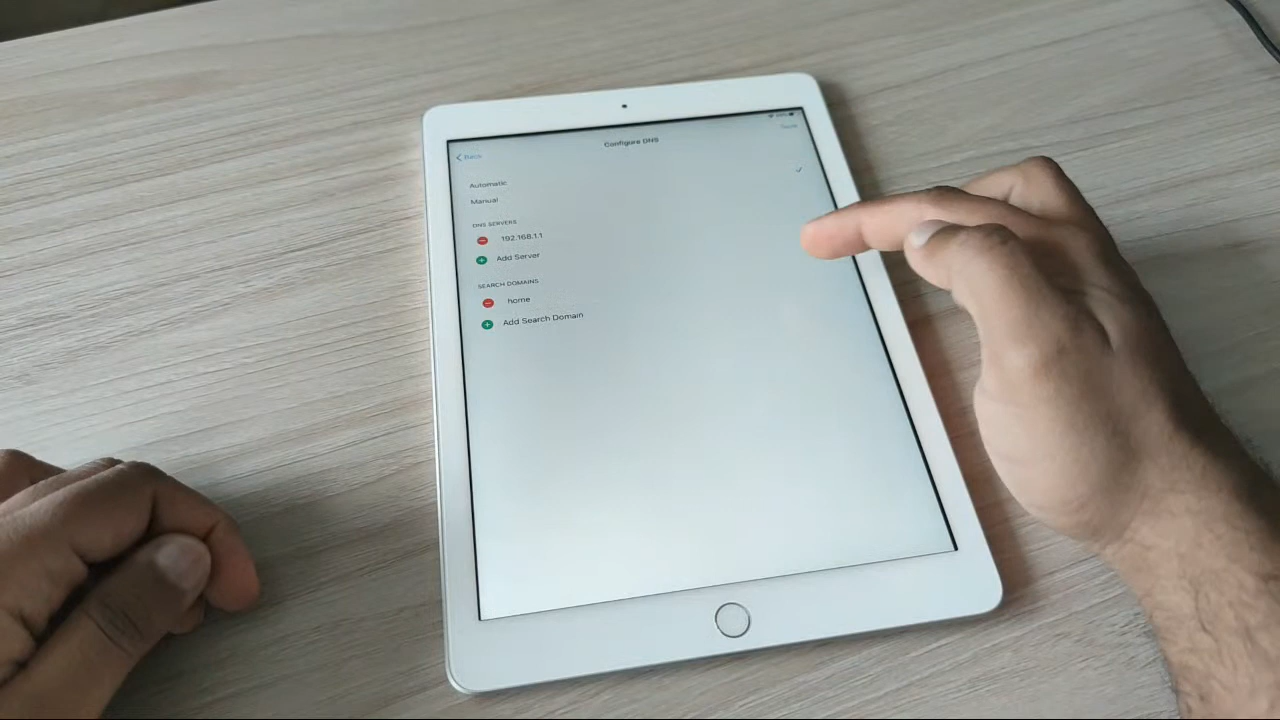 Back
Configure DNS
Automatic
Manual
DNS SERVERS
192.168.1.1
Add Server
SEARCH DOMAINS
home
Add Search Domain